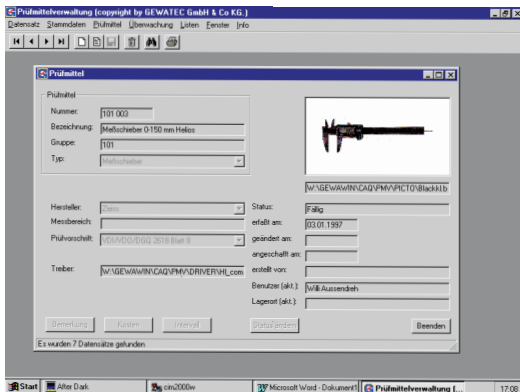 Prüfmittelverwaltung (copyright by GEWATEC GmbH & Co KG.)
Datensatz Stammdaten Prüfmittel Überwachung Listen Fenster Info
Prüfmittel
Prüfmittel
Nummer: 101 003
Bezeichnung: Meßschieber 0-150 mm Helios
Gruppe: 101
Typ: Meßschieber
W:\GEWAWIN\CAQ\PMV\PICTO\Blackkl.b
Hersteller: Zeiss
Messbereich:
Prüfvorschrift: VDI/VDO/DGQ 2618 Blatt 8
Treiber: W:\GEWAWIN\CAQ\PMV\DRIVER\HI_com
Status: Fällig
erfaßt am: 03.01.1997
geändert am:
angeschafft am:
erstellt von:
Benutzer (akt.): Willi Aussendreh
Lagerort (akt.):
Bemerkung Kosten Intervall Status ändern Beenden
Es wurden 7 Datensätze gefunden
Start After Dark cim2000w Microsoft Word - Dokument1 Prüfmittelverwaltung (... 17:08